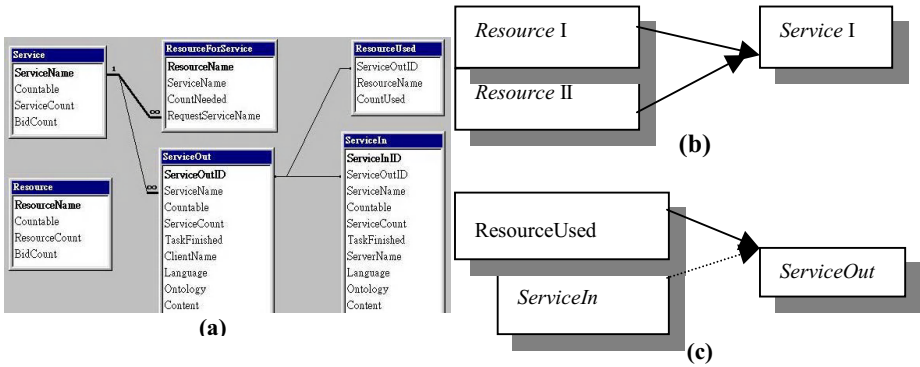 Service
ServiceName
Countable
ServiceCount
BidCount
1
∞
∞
ResourceForService
ResourceName
ServiceName
CountNeeded
RequestServiceName
ResourceUsed
ServiceOutID
ResourceName
CountUsed
Resource
ResourceName
Countable
ResourceCount
BidCount
ServiceOut
ServiceOutID
ServiceName
Countable
ServiceCount
TaskFinished
ClientName
Language
Ontology
Content
ServiceIn
ServiceInID
ServiceOutID
ServiceName
Countable
ServiceCount
TaskFinished
ServerName
Language
Ontology
Content
(a)
Resource I
Resource II
Service I
(b)
ResourceUsed
ServiceIn
ServiceOut
(c)